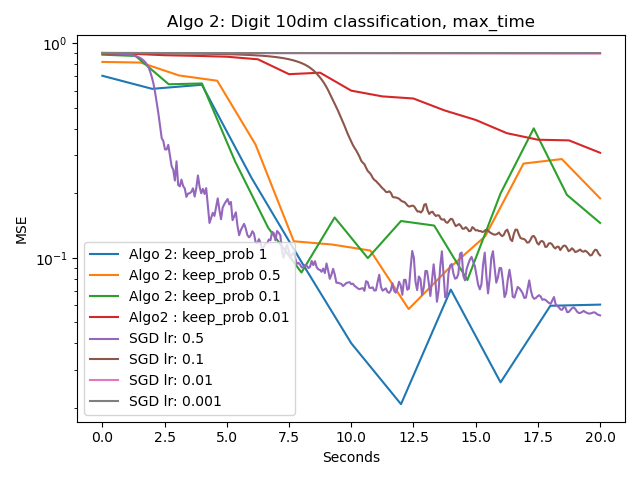 Algo 2: Digit 10dim classification, max_time
10⁰
10⁻¹
MSE
Algo 2: keep_prob 1
Algo 2: keep_prob 0.5
Algo 2: keep_prob 0.1
Algo2 : keep_prob 0.01
SGD lr: 0.5
SGD lr: 0.1
SGD lr: 0.01
SGD lr: 0.001
0.0 2.5 5.0 7.5 10.0 12.5 15.0 17.5 20.0
Seconds